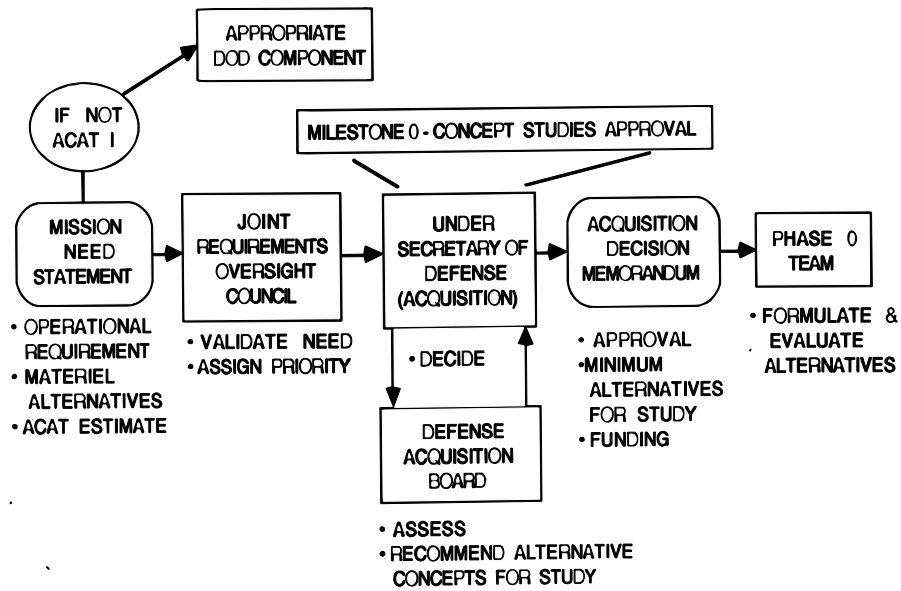 APPROPRIATE
DOD COMPONENT
IF NOT
ACAT I
MILESTONE 0 - CONCEPT STUDIES APPROVAL
MISSION
NEED
STATEMENT
• OPERATIONAL
REQUIREMENT
• MATERIEL
ALTERNATIVES
• ACAT ESTIMATE
JOINT
REQUIREMENTS
OVERSIGHT
COUNCIL
• VALIDATE NEED
• ASSIGN PRIORITY
UNDER
SECRETARY OF
DEFENSE
(ACQUISITION)
• DECIDE
DEFENSE
ACQUISITION
BOARD
• ASSESS
• RECOMMEND ALTERNATIVE
CONCEPTS FOR STUDY
ACQUISITION
DECISION
MEMORANDUM
• APPROVAL
• MINIMUM
ALTERNATIVES
FOR STUDY
• FUNDING
PHASE 0
TEAM
• FORMULATE &
EVALUATE
ALTERNATIVES